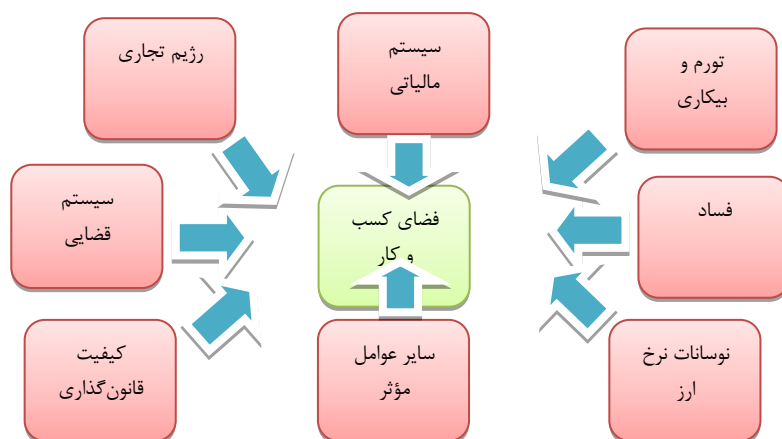 تورم و
بیکاری
سیستم
مالیاتی
رژیم تجاری
فساد
فضای کسب
و کار
سیستم
قضایی
نوسانات نرخ
ارز
سایر عوامل
مؤثر
کیفیت
قانون‌گذاری